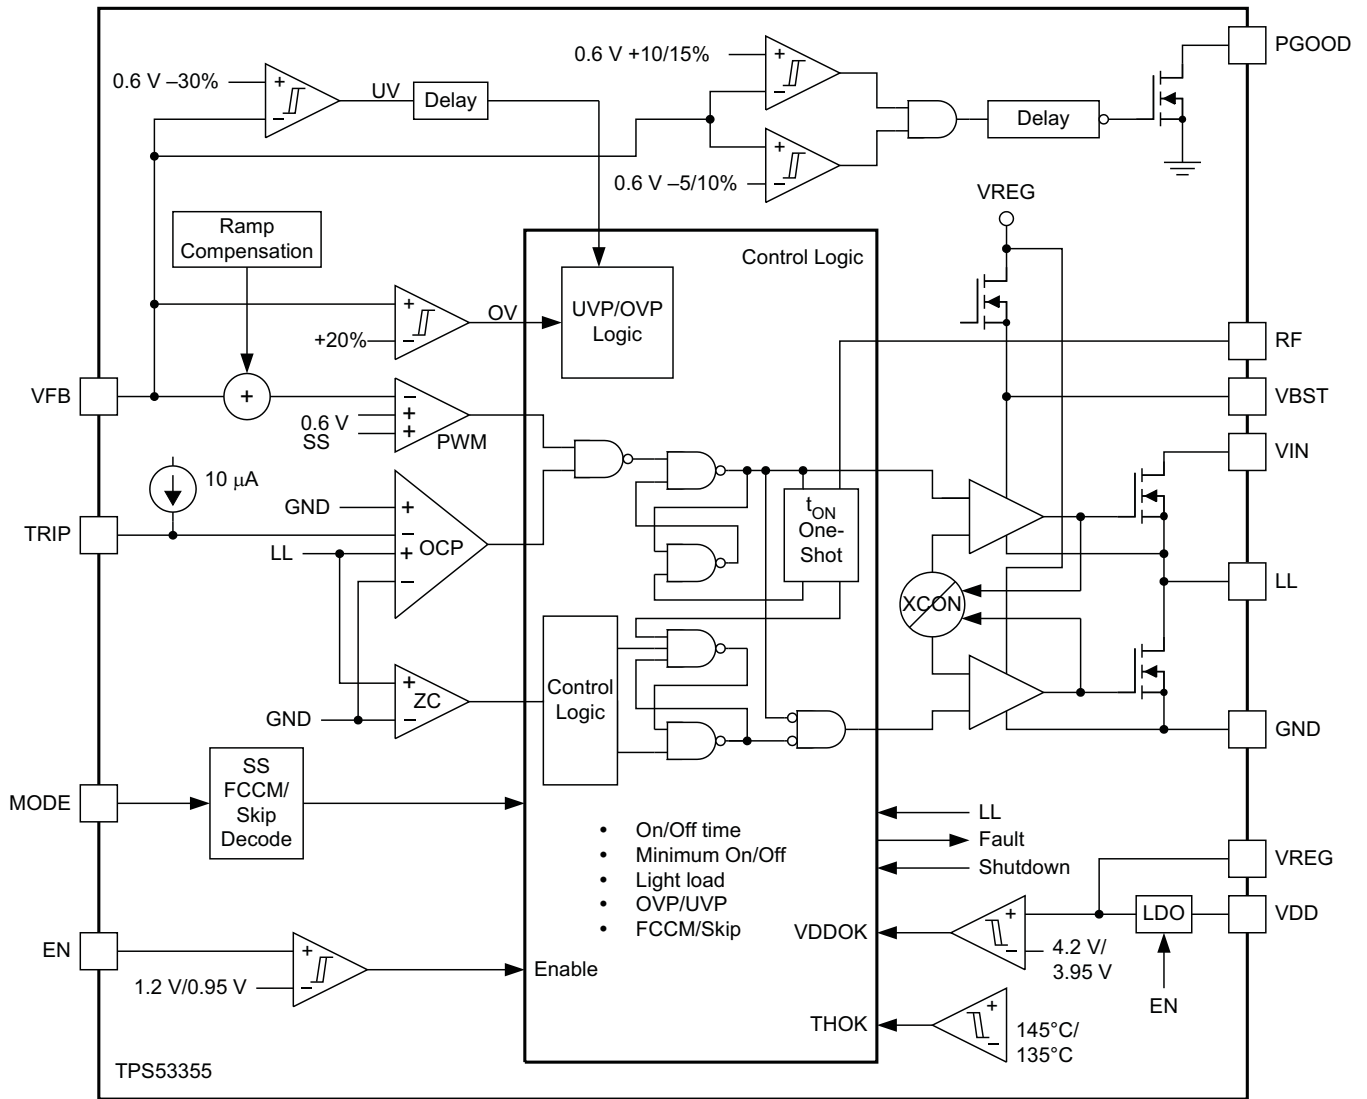 PGOOD
0.6 V +10/15%
0.6 V –30%
+
–
UV
Delay
+
–
Delay
+
–
0.6 V –5/10%
VREG
Ramp
Compensation
Control Logic
UVP/OVP
Logic
+
–
OV
+20%
RF
VFB
+
–
+
+
0.6 V
SS
PWM
VBST
VIN
10 μA
GND
+
–
+
–
OCP
TRIP
LL
tON
One-
Shot
XCON
LL
Control
Logic
+
–
ZC
GND
GND
MODE
SS
FCCM/
Skip
Decode
• On/Off time
• Minimum On/Off
• Light load
• OVP/UVP
• FCCM/Skip
LL
Fault
Shutdown
VREG
LDO
VDD
EN
VDDOK
+
–
4.2 V/
3.95 V
EN
+
–
1.2 V/0.95 V
Enable
THOK
+
–
145°C/
135°C
TPS53355